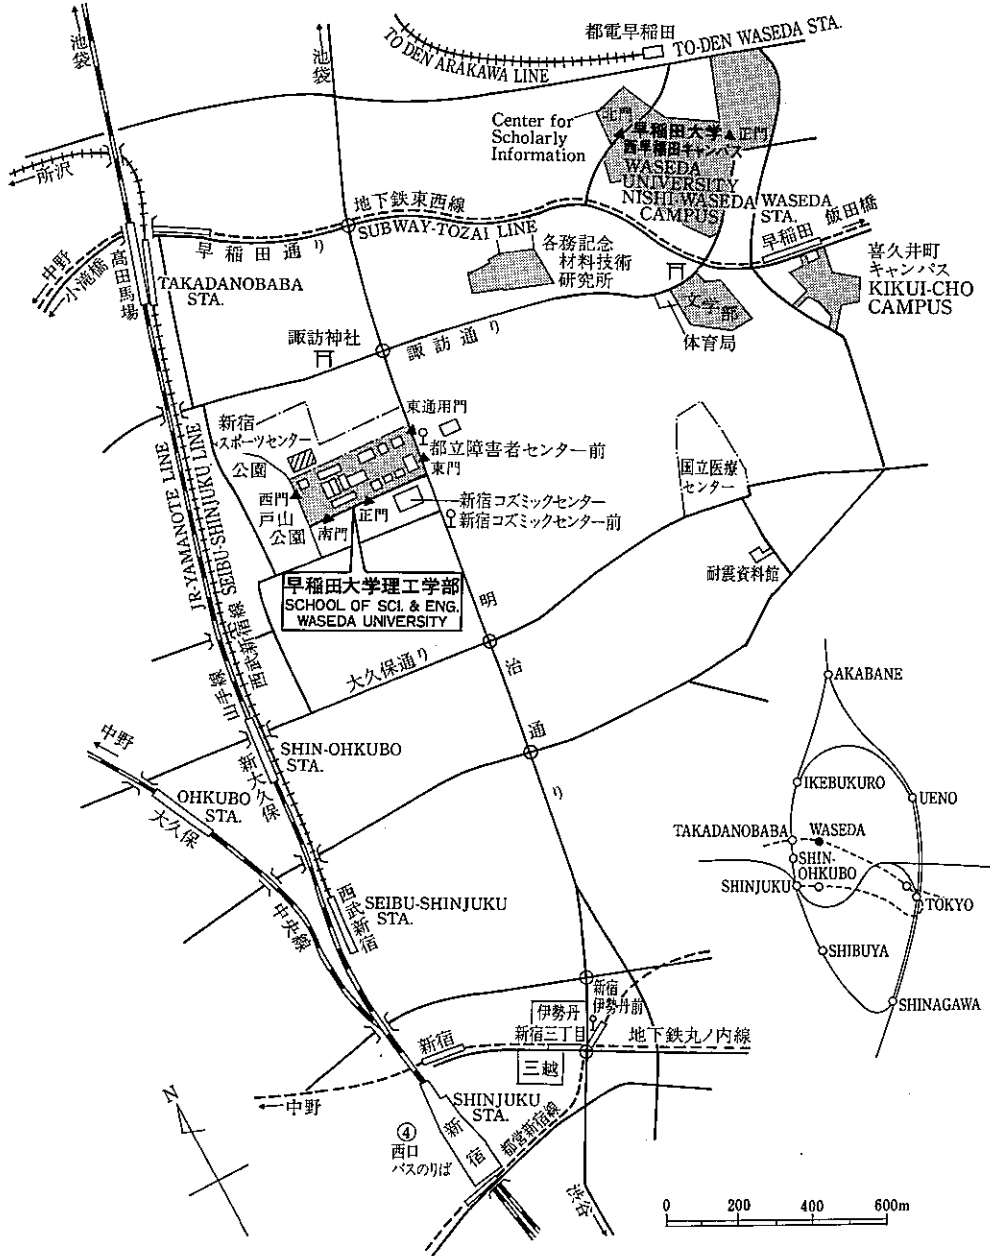 池袋
池袋
都電早稲田
TO-DEN WASEDA STA.
TO DEN ARAKAWA LINE
Center for
Scholarly
Information
北門
早稲田大学
正門
西早稲田キャンパス
WASEDA
UNIVERSITY
NISHI-WASEDA
CAMPUS
所沢
地下鉄東西線
SUBWAY-TOZAI LINE
WASEDA
STA.
早稲田
飯田橋
早稲田通り
中野
小滝橋
高田馬場
TAKADANOBABA
STA.
各務記念
材料技術
研究所
喜久井町
キャンパス
KIKUI-CHO
CAMPUS
文学部
体育局
諏訪神社
諏訪通り
新宿
スポーツセンター
公園
東通用門
都立障害者センター前
東門
西門
戸山
公園
南門
正門
新宿コズミックセンター
新宿コズミックセンター前
国立医療
センター
耐震資料館
早稲田大学理工学部
SCHOOL OF SCI. & ENG.
WASEDA UNIVERSITY
JR-YAMANOTE LINE
SEIBU-SHINJUKU LINE
山手線
西武新宿線
明治通り
大久保通り
中野
SHIN-OHKUBO
STA.
新大久保
OHKUBO
STA.
大久保
中央線
SEIBU-SHINJUKU
STA.
西武新宿
AKABANE
IKEBUKURO
UENO
TAKADANOBABA
WASEDA
SHIN-
OHKUBO
SHINJUKU
TOKYO
SHIBUYA
SHINAGAWA
新宿
伊勢丹前
伊勢丹
新宿三丁目
地下鉄丸ノ内線
三越
新宿
中野
SHINJUKU
STA.
新宿
都営新宿線
④
西口
バスのりば
渋谷
N
0 200 400 600m